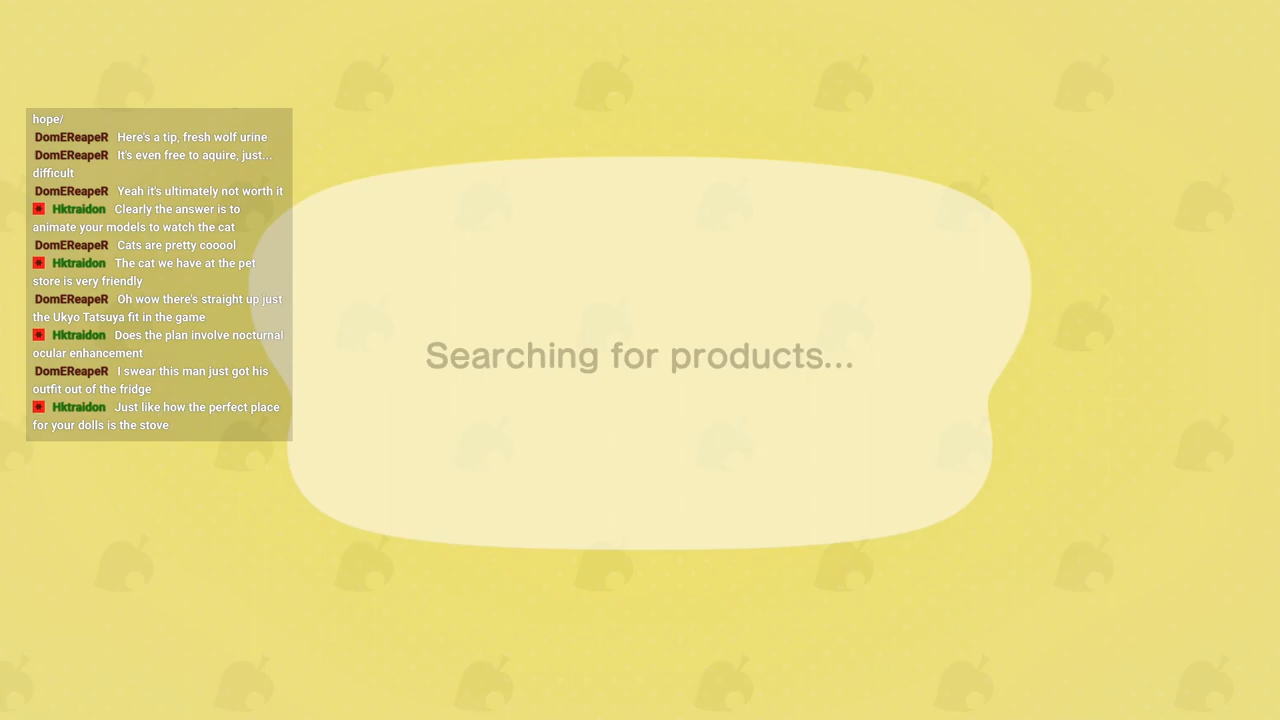 hope/
DomEReapeR Here's a tip, fresh wolf urine
DomEReapeR It's even free to aquire, just...
difficult
DomEReapeR Yeah it's ultimately not worth it
Hktraidon Clearly the answer is to
animate your models to watch the cat
DomEReapeR Cats are pretty cooool
Hktraidon The cat we have at the pet
store is very friendly
DomEReapeR Oh wow there's straight up just
the Ukyo Tatsuya fit in the game
Hktraidon Does the plan involve nocturnal
ocular enhancement
DomEReapeR I swear this man just got his
outfit out of the fridge
Hktraidon Just like how the perfect place
for your dolls is the stove
Searching for products...